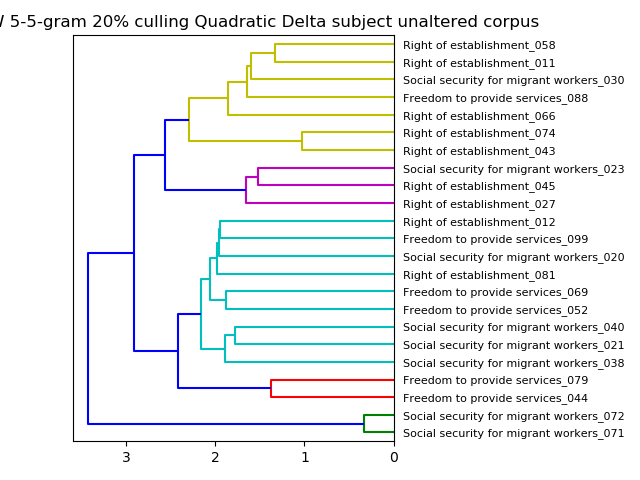 5-5-gram 20% culling Quadratic Delta subject unaltered corpus
Right of establishment_058
Right of establishment_011
Social security for migrant workers_030
Freedom to provide services_088
Right of establishment_066
Right of establishment_074
Right of establishment_043
Social security for migrant workers_023
Right of establishment_045
Right of establishment_027
Right of establishment_012
Freedom to provide services_099
Social security for migrant workers_020
Right of establishment_081
Freedom to provide services_069
Freedom to provide services_052
Social security for migrant workers_040
Social security for migrant workers_021
Social security for migrant workers_038
Freedom to provide services_079
Freedom to provide services_044
Social security for migrant workers_072
Social security for migrant workers_071
3 2 1 0